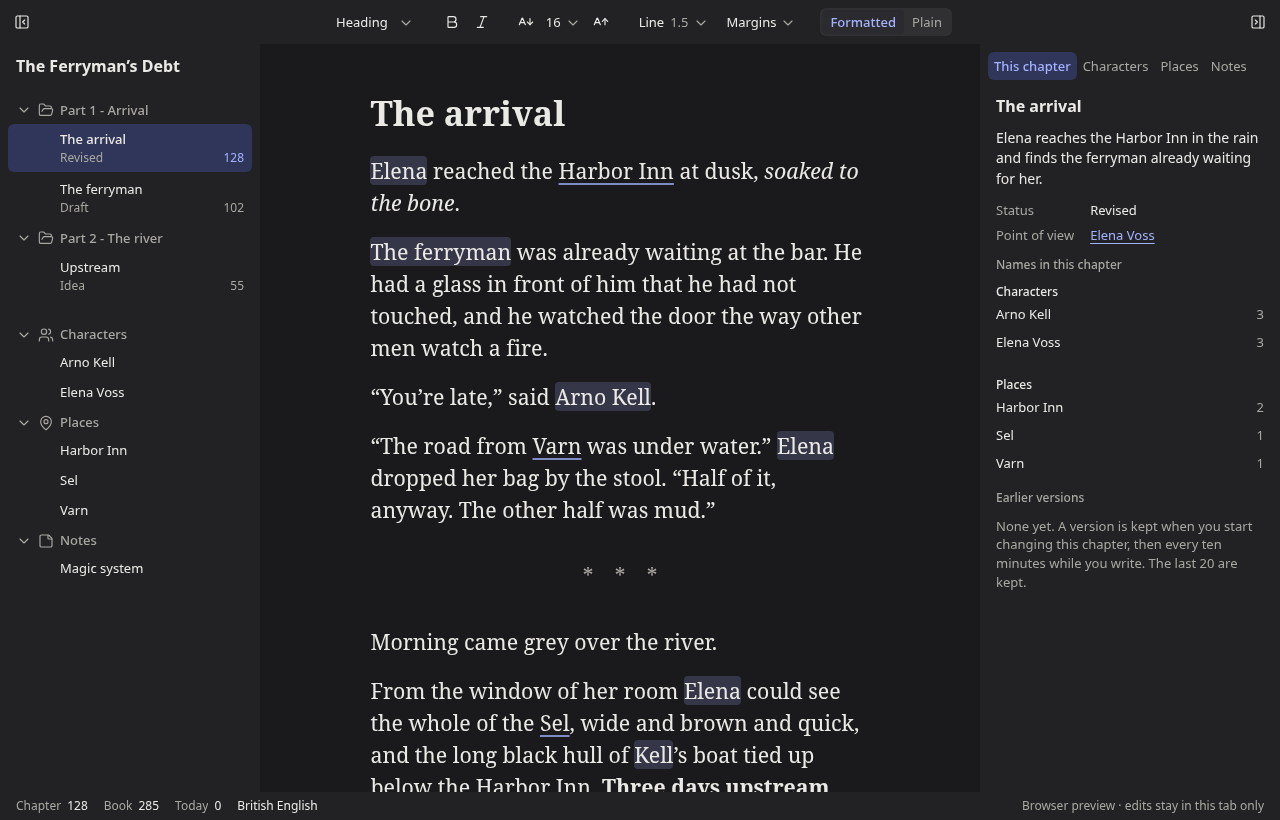 Heading
16
Line 1.5
Margins
Formatted
Plain
The Ferryman’s Debt
Part 1 - Arrival
The arrival
Revised 128
The ferryman
Draft 102
Part 2 - The river
Upstream
Idea 55
Characters
Arno Kell
Elena Voss
Places
Harbor Inn
Sel
Varn
Notes
Magic system
The arrival
Elena reached the Harbor Inn at dusk, soaked to
the bone.
The ferryman was already waiting at the bar. He
had a glass in front of him that he had not
touched, and he watched the door the way other
men watch a fire.
“You’re late,” said Arno Kell.
“The road from Varn was under water.” Elena
dropped her bag by the stool. “Half of it,
anyway. The other half was mud.”
* * *
Morning came grey over the river.
From the window of her room Elena could see
the whole of the Sel, wide and brown and quick,
and the long black hull of Kell’s boat tied up
below the Harbor Inn. Three days upstream
This chapter Characters Places Notes
The arrival
Elena reaches the Harbor Inn in the rain
and finds the ferryman already waiting
for her.
Status Revised
Point of view Elena Voss
Names in this chapter
Characters
Arno Kell 3
Elena Voss 3
Places
Harbor Inn 2
Sel 1
Varn 1
Earlier versions
None yet. A version is kept when you start
changing this chapter, then every ten
minutes while you write. The last 20 are
kept.
Chapter 128 Book 285 Today 0 British English
Browser preview · edits stay in this tab only